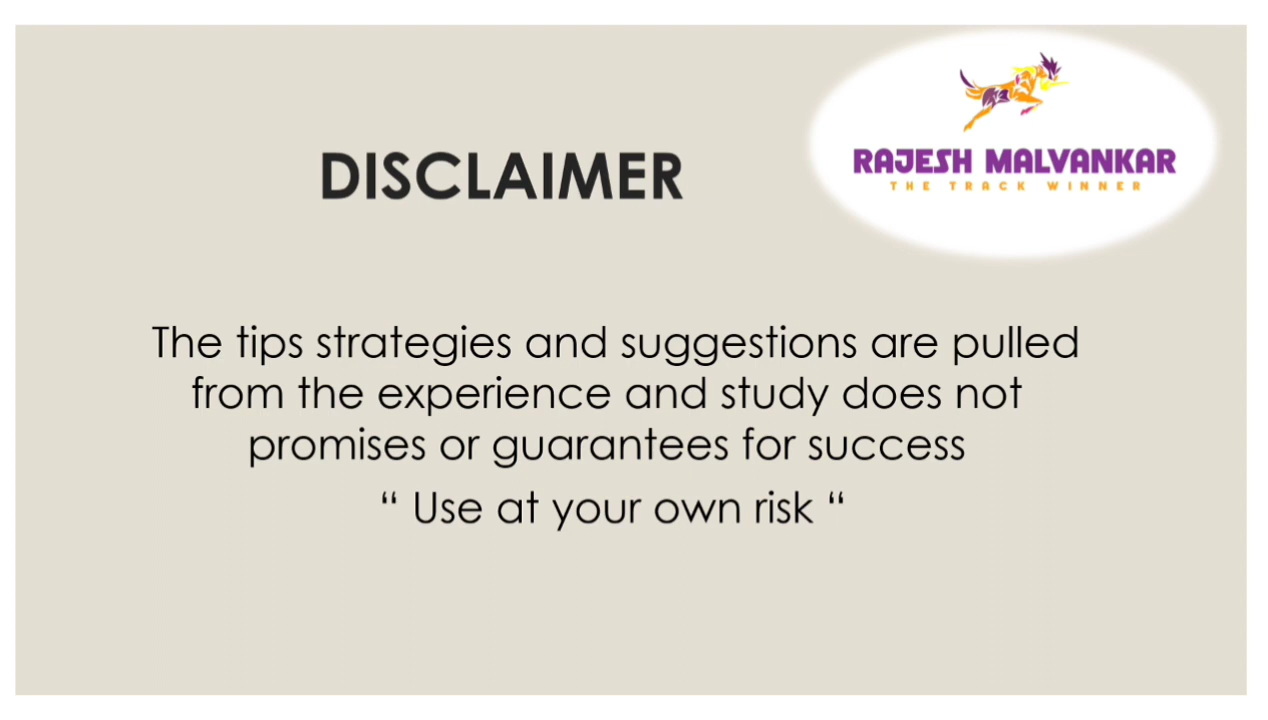 RAJESH MALVANKAR
THE TRACK WINNER
DISCLAIMER
The tips strategies and suggestions are pulled
from the experience and study does not
promises or guarantees for success
“ Use at your own risk “